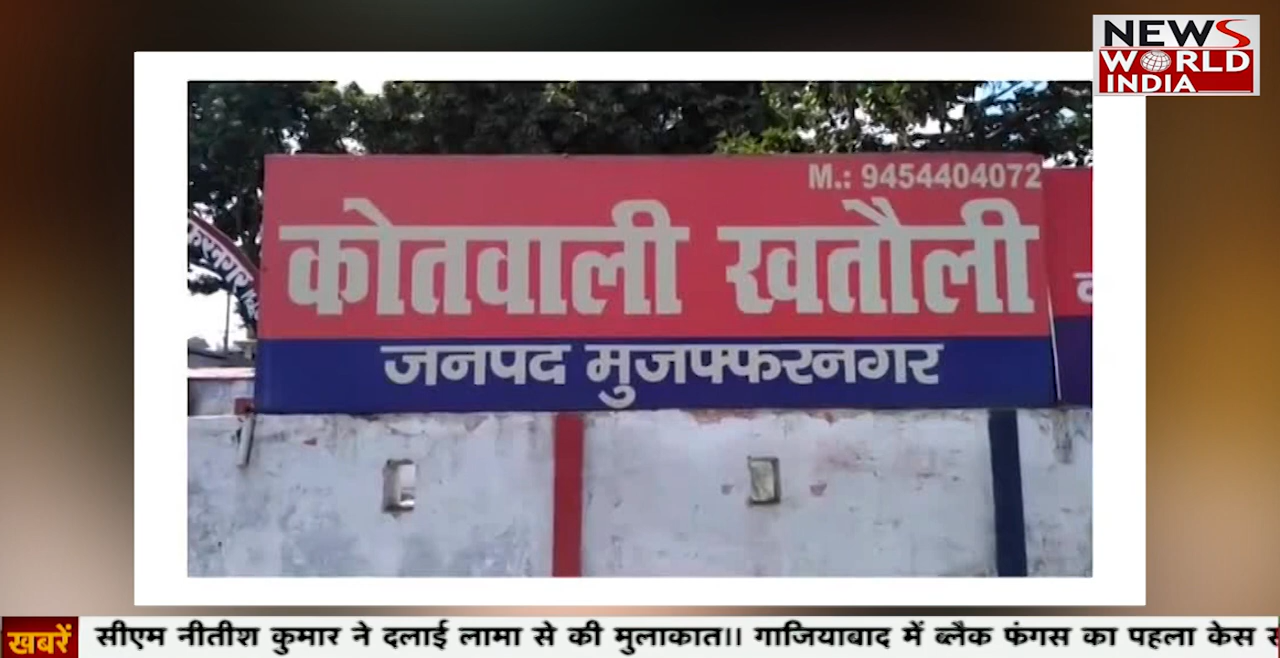 NEWS
WORLD
INDIA
M.: 9454404072
कोतवाली खतौली
जनपद मुजफ्फरनगर
खबरें
सीएम नीतीश कुमार ने दलाई लामा से की मुलाकात।। गाजियाबाद में ब्लैक फंगस का पहला केस